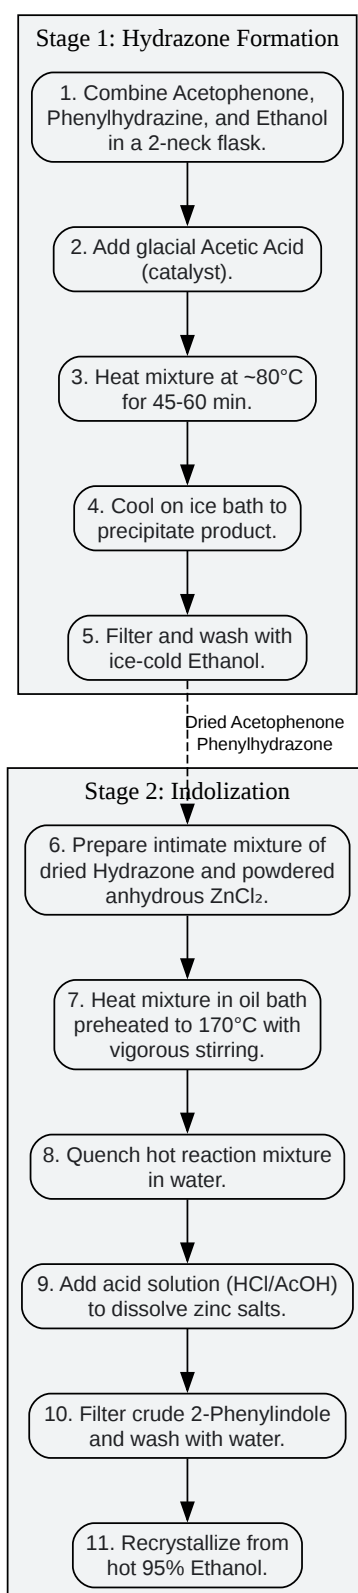 Stage 1: Hydrazone Formation
1. Combine Acetophenone,
Phenylhydrazine, and Ethanol
in a 2-neck flask.
2. Add glacial Acetic Acid
(catalyst).
3. Heat mixture at ~80°C
for 45-60 min.
4. Cool on ice bath to
precipitate product.
5. Filter and wash with
ice-cold Ethanol.
Dried Acetophenone
Phenylhydrazone
Stage 2: Indolization
6. Prepare intimate mixture of
dried Hydrazone and powdered
anhydrous ZnCl₂.
7. Heat mixture in oil bath
preheated to 170°C with
vigorous stirring.
8. Quench hot reaction mixture
in water.
9. Add acid solution (HCl/AcOH)
to dissolve zinc salts.
10. Filter crude 2-Phenylindole
and wash with water.
11. Recrystallize from
hot 95% Ethanol.